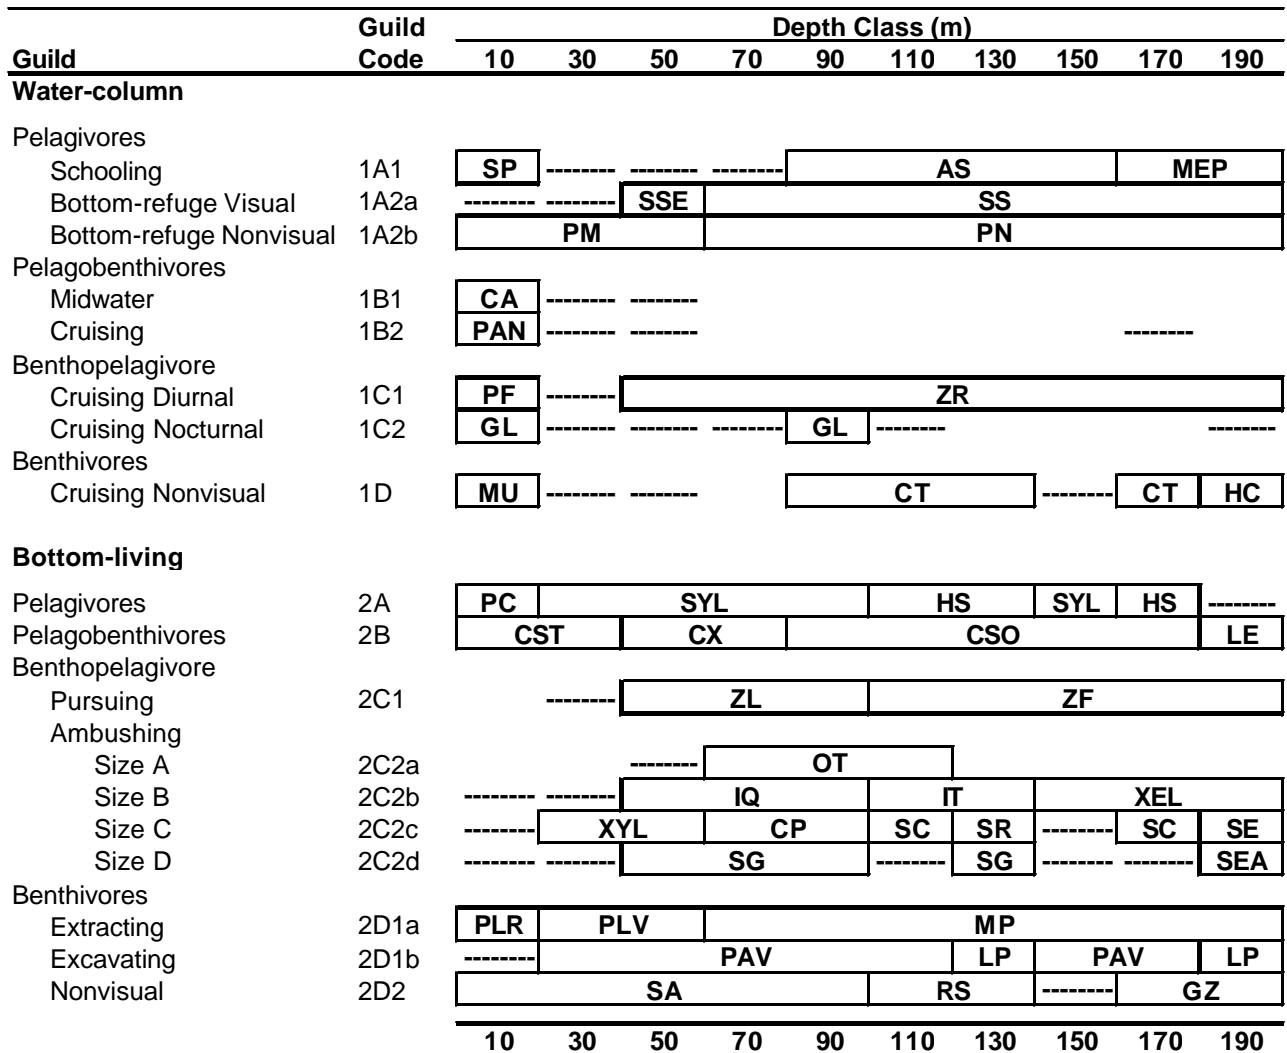 Guild Depth Class (m)
Guild Code 10 30 50 70 90 110 130 150 170 190
Water-column
Pelagivores
Schooling 1A1 SP -------- -------- -------- AS MEP
Bottom-refuge Visual 1A2a -------- -------- SSE SS
Bottom-refuge Nonvisual 1A2b PM PN
Pelagobenthivores
Midwater 1B1 CA -------- --------
Cruising 1B2 PAN -------- -------- --------
Benthopelagivore
Cruising Diurnal 1C1 PF -------- ZR
Cruising Nocturnal 1C2 GL -------- -------- -------- GL -------- --------
Benthivores
Cruising Nonvisual 1D MU -------- -------- CT -------- CT HC
Bottom-living
Pelagivores 2A PC SYL HS SYL HS --------
Pelagobenthivores 2B CST CX CSO LE
Benthopelagivore
Pursuing 2C1 -------- ZL ZF
Ambushing
Size A 2C2a -------- OT
Size B 2C2b -------- -------- IQ IT XEL
Size C 2C2c -------- XYL CP SC SR -------- SC SE
Size D 2C2d -------- -------- SG -------- SG -------- -------- SEA
Benthivores
Extracting 2D1a PLR PLV MP
Excavating 2D1b -------- PAV LP PAV LP
Nonvisual 2D2 SA RS -------- GZ
10 30 50 70 90 110 130 150 170 190